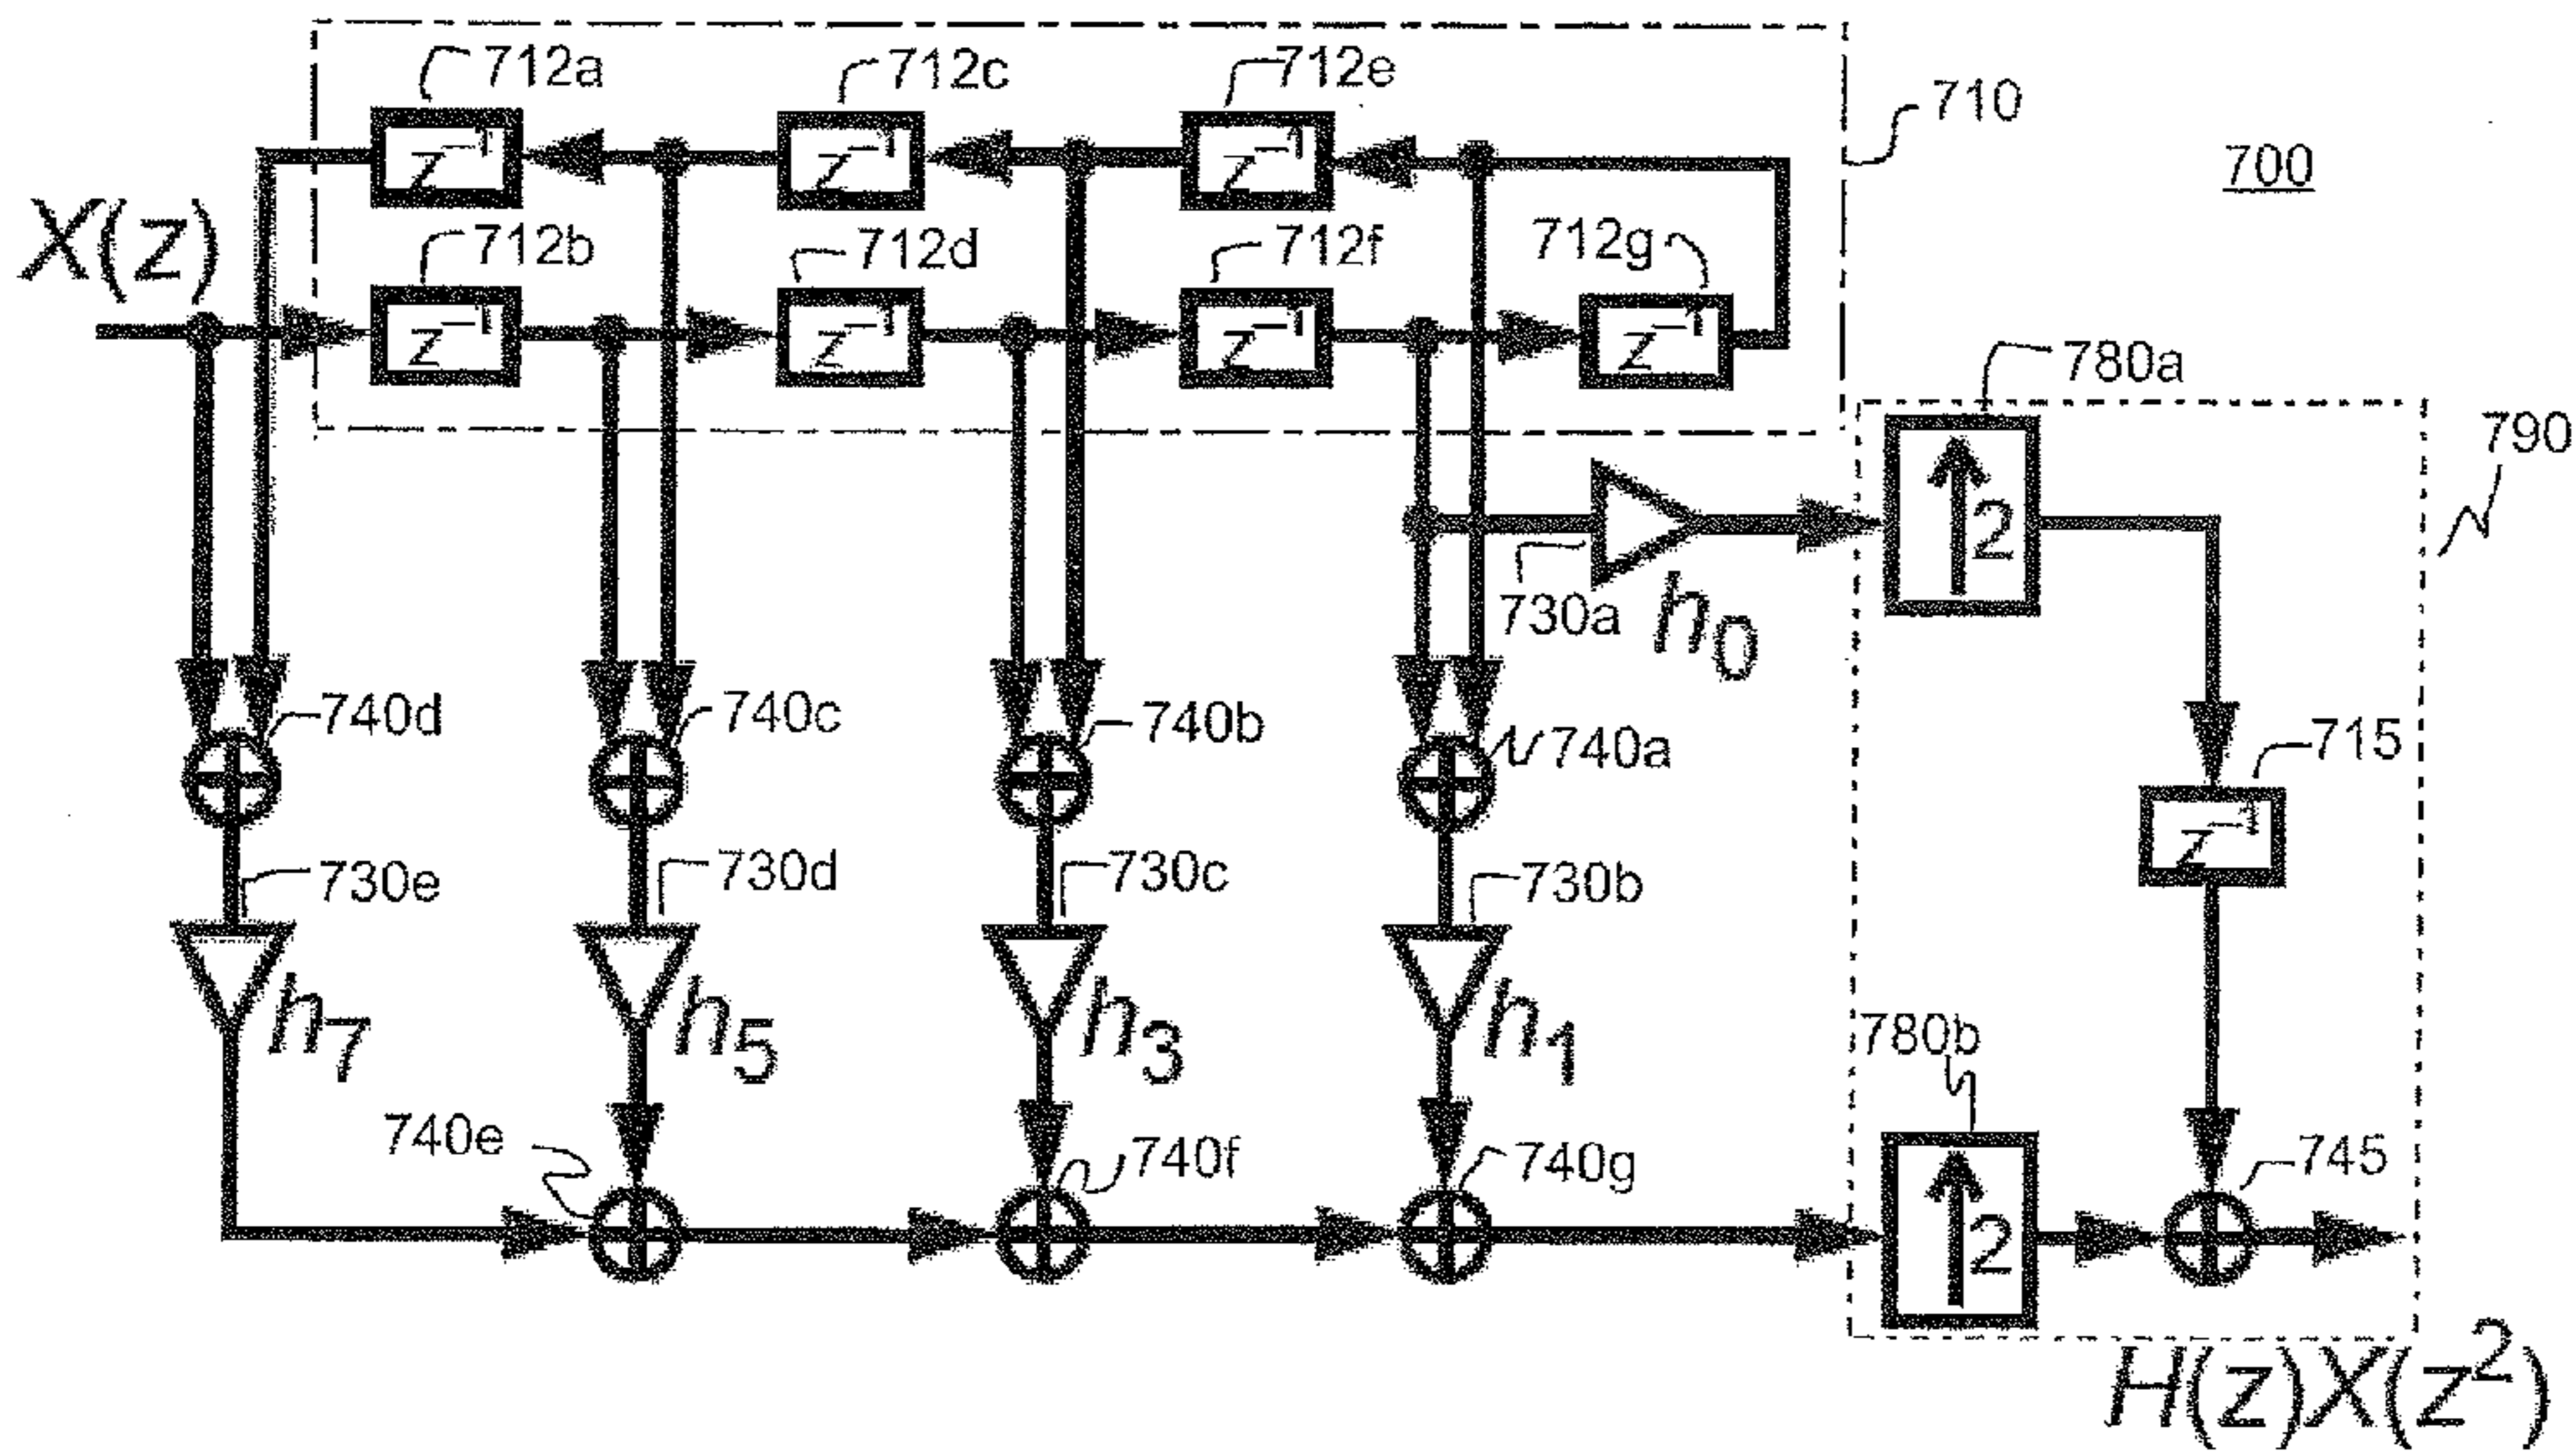 712a 712c 712e 710
z⁻¹ z⁻¹ z⁻¹ 700
X(z) 712b 712d 712f 712g
z⁻¹ z⁻¹ z⁻¹ z⁻¹
780a
790
↑2
730a h₀
740d 740c 740b 740a 715
z⁻¹
730e 730d 730c 730b
h₇ h₅ h₃ h₁
780b
740e 740f 740g 745
↑2
H(z)X(z²)